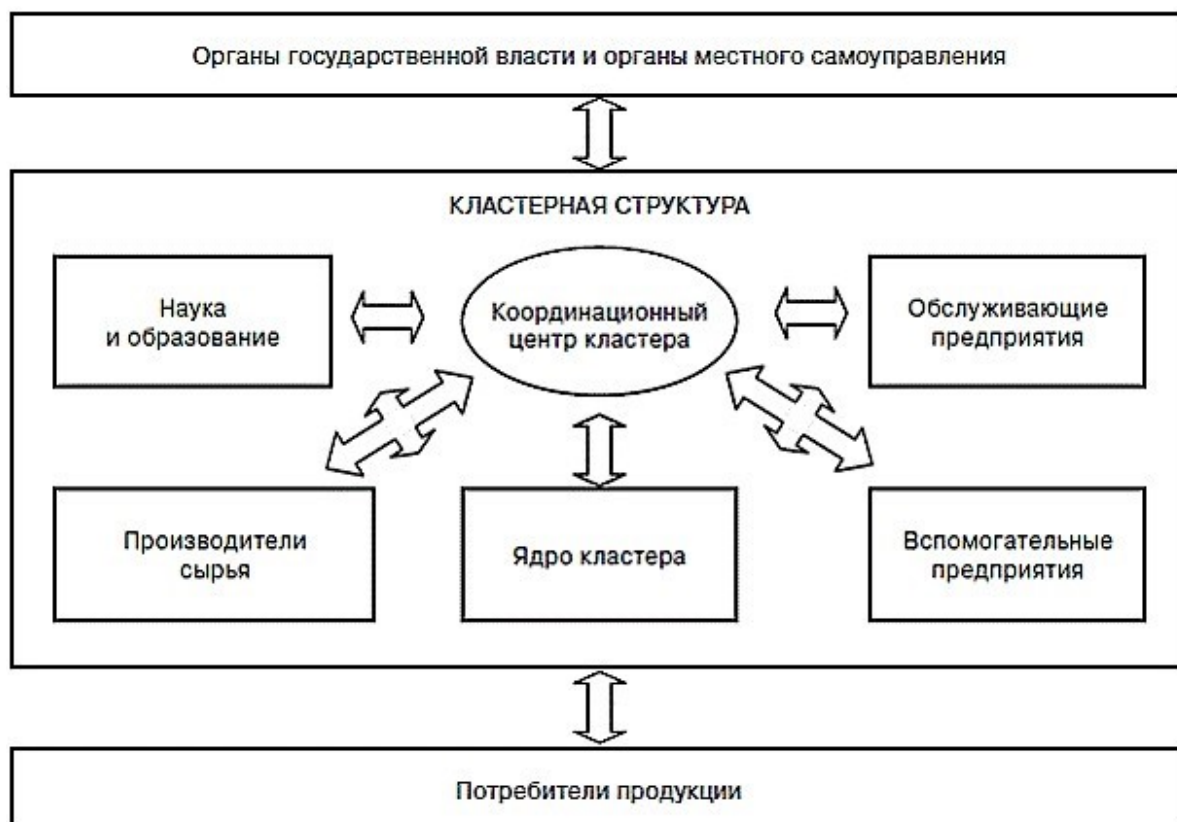 Органы государственной власти и органы местного самоуправления
КЛАСТЕРНАЯ СТРУКТУРА
Наука
и образование
Координационный
центр кластера
Обслуживающие
предприятия
Производители
сырья
Ядро кластера
Вспомогательные
предприятия
Потребители продукции